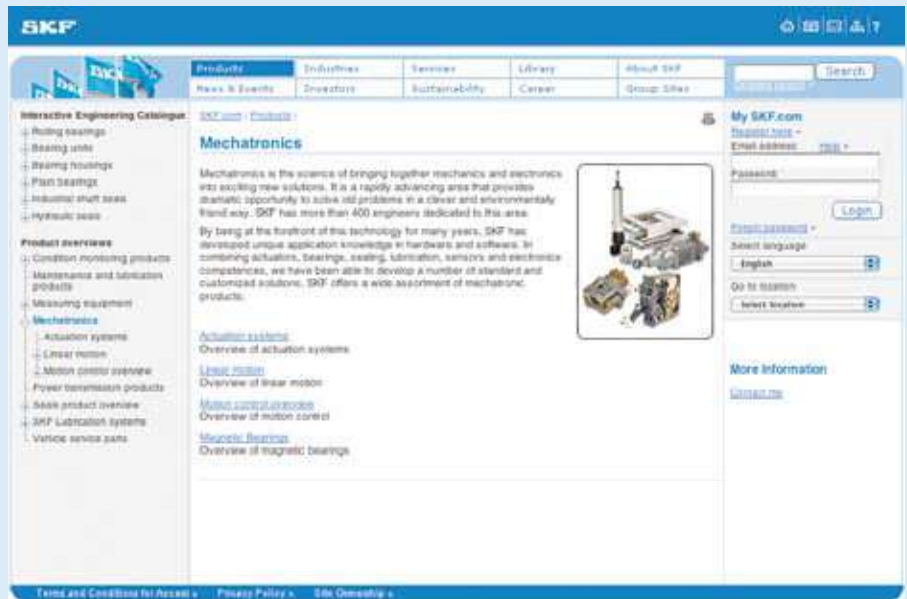 SKF
Products
Industries
Services
Library
About SKF
Search
News & Events
Investors
Sustainability
Career
Group Sites
Interactive Engineering Catalogue
Rolling bearings
Bearing units
Bearing housings
Plain bearings
Industrial shaft seals
Hydraulic seals
Product overviews
Condition monitoring products
Maintenance and lubrication
products
Measuring equipment
Mechatronics
Actuation systems
Linear motion
Motion control overview
Power transmission products
Seals product overview
SKF Lubrication systems
Vehicle service parts
SKF.com Products
Mechatronics
Mechatronics is the science of bringing together mechanics and electronics
into exciting new solutions. It is a rapidly advancing area that provides
dramatic opportunity to solve old problems in a clever and environmentally
friend way. SKF has more than 400 engineers dedicated to this area.
By being at the forefront of this technology for many years, SKF has
developed unique application knowledge in hardware and software. In
combining actuators, bearings, sealing, lubrication, sensors and electronics
competences, we have been able to develop a number of standard and
customized solutions. SKF offers a wide assortment of mechatronic
products.
Actuation systems
Overview of actuation systems
Linear motion
Overview of linear motion
Motion control overview
Overview of motion control
Magnetic Bearings
Overview of magnetic bearings
My SKF.com
Register here
Email address: Help
Password:
Login
Forgot password
Select language
English
Go to location
Select location
More Information
Contact me
Terms and Conditions for Access Privacy Policy Site Ownership